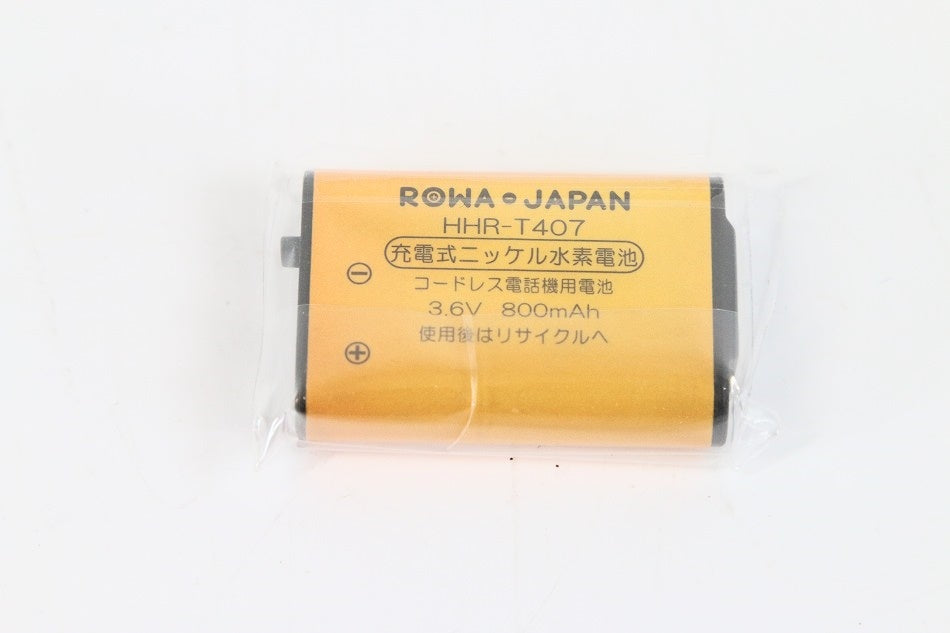 ROWA・JAPAN
HHR-T407
充電式ニッケル水素電池
コードレス電話機用電池
⊖
3.6V 800mAh
使用後はリサイクルへ
⊕